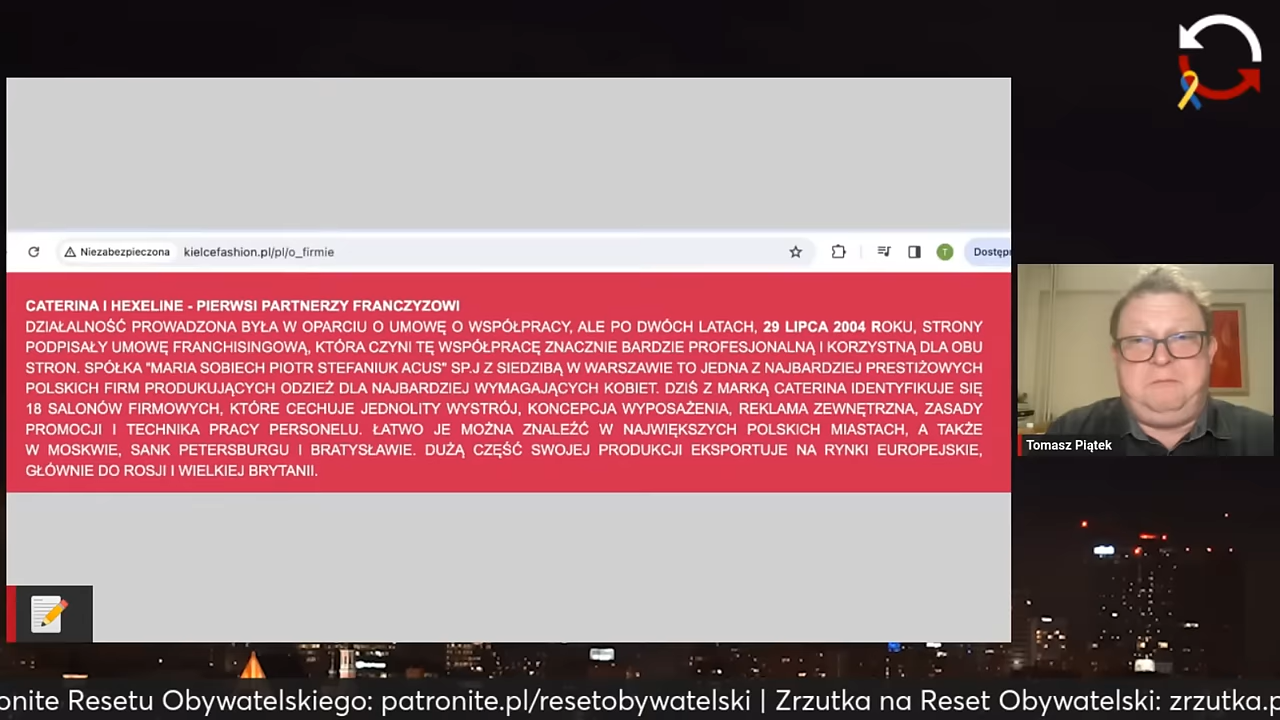 Niezabezpieczona
kielcefashion.pl/pl/o_firmie
T
Dostępn
CATERINA I HEXELINE - PIERWSI PARTNERZY FRANCZYZOWI
DZIAŁALNOŚĆ PROWADZONA BYŁA W OPARCIU O UMOWĘ O WSPÓŁPRACY, ALE PO DWÓCH LATACH, 29 LIPCA 2004 ROKU, STRONY
PODPISAŁY UMOWĘ FRANCHISINGOWĄ, KTÓRA CZYNI TĘ WSPÓŁPRACĘ ZNACZNIE BARDZIE PROFESJONALNĄ I KORZYSTNĄ DLA OBU
STRON. SPÓŁKA "MARIA SOBIECH PIOTR STEFANIUK ACUS" SP.J Z SIEDZIBĄ W WARSZAWIE TO JEDNA Z NAJBARDZIEJ PRESTIŻOWYCH
POLSKICH FIRM PRODUKUJĄCYCH ODZIEŻ DLA NAJBARDZIEJ WYMAGAJĄCYCH KOBIET. DZIŚ Z MARKĄ CATERINA IDENTYFIKUJE SIĘ
18 SALONÓW FIRMOWYCH, KTÓRE CECHUJE JEDNOLITY WYSTRÓJ, KONCEPCJA WYPOSAŻENIA, REKLAMA ZEWNĘTRZNA, ZASADY
PROMOCJI I TECHNIKA PRACY PERSONELU. ŁATWO JE MOŻNA ZNALEŹĆ W NAJWIĘKSZYCH POLSKICH MIASTACH, A TAKŻE
W MOSKWIE, SANK PETERSBURGU I BRATYSŁAWIE. DUŻĄ CZĘŚĆ SWOJEJ PRODUKCJI EKSPORTUJE NA RYNKI EUROPEJSKIE,
GŁÓWNIE DO ROSJI I WIELKIEJ BRYTANII.
Tomasz Piątek
onite Resetu Obywatelskiego: patronite.pl/resetobywatelski | Zrzutka na Reset Obywatelski: zrzutka.p